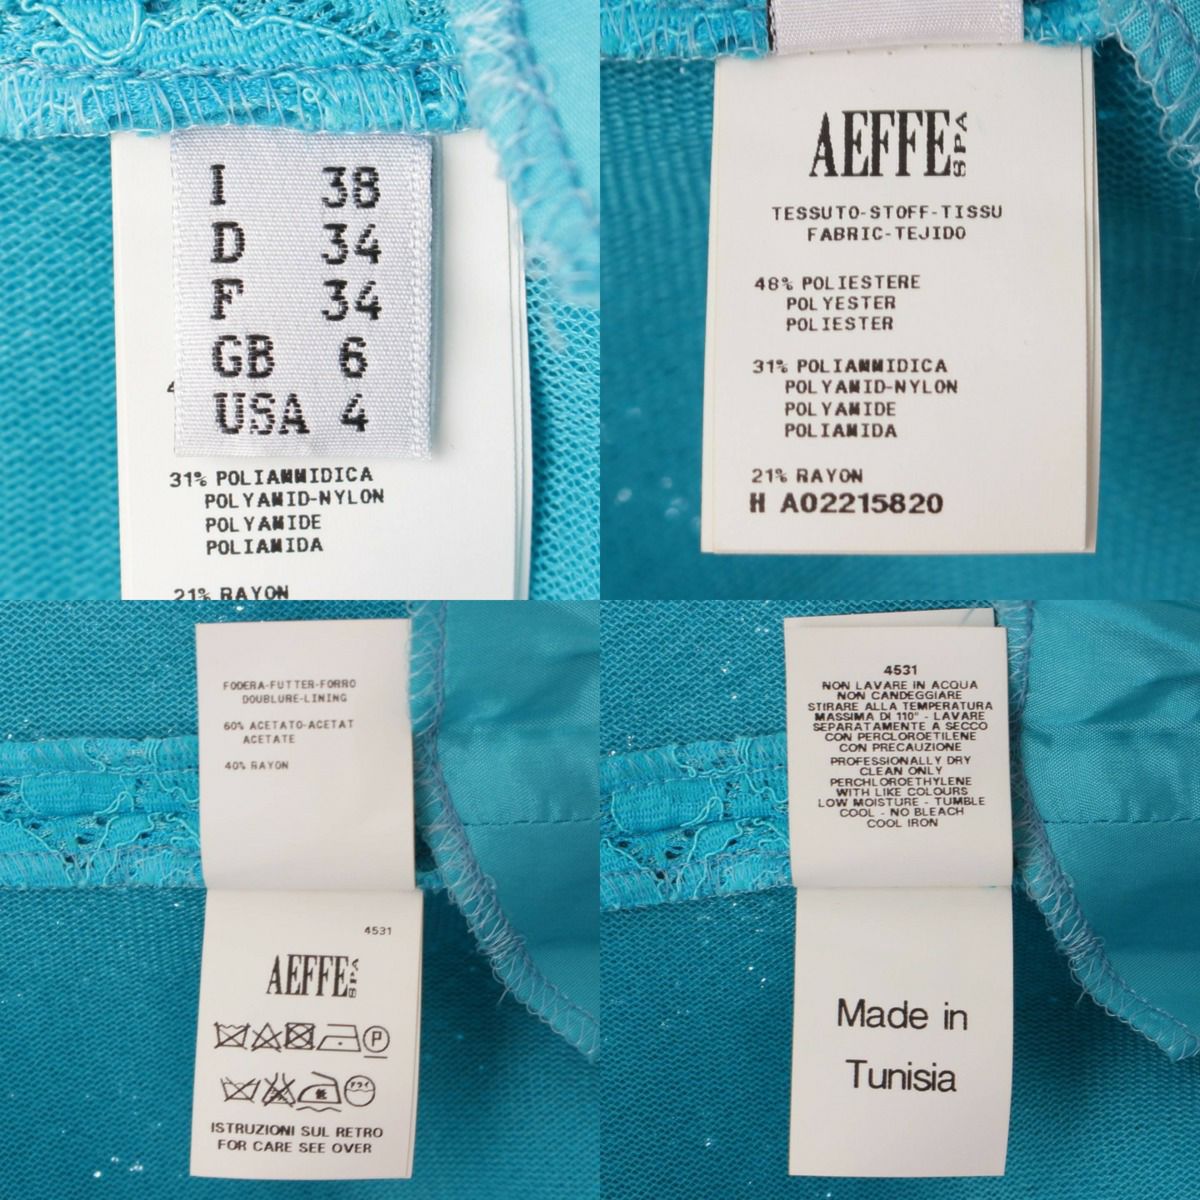 I 38
D 34
F 34
GB 6
USA 4
31% POLIAMMIDICA
POLYAMID-NYLON
POLYAMIDE
POLIAMIDA
21% RAYON
AEFFE SPA
TESSUTO-STOFF-TISSU
FABRIC-TEJIDO
48% POLIESTERE
POLYESTER
POLIESTER
31% POLIAMMIDICA
POLYAMID-NYLON
POLYAMIDE
POLIAMIDA
21% RAYON
H A02215820
FODERA-FUTTER-FORRO
DOUBLURE-LINING
60% ACETATO-ACETAT
ACETATE
40% RAYON
4531
AEFFE SPA
P
ISTRUZIONI SUL RETRO
FOR CARE SEE OVER
4531
NON LAVARE IN ACQUA
NON CANDEGGIARE
STIRARE ALLA TEMPERATURA
MASSIMA DI 110° - LAVARE
SEPARATAMENTE A SECCO
CON PERCLOROETILENE
CON PRECAUZIONE
PROFESSIONALLY DRY
CLEAN ONLY
PERCHLOROETHYLENE
WITH LIKE COLOURS
LOW MOISTURE - TUMBLE
COOL - NO BLEACH
COOL IRON
Made in
Tunisia